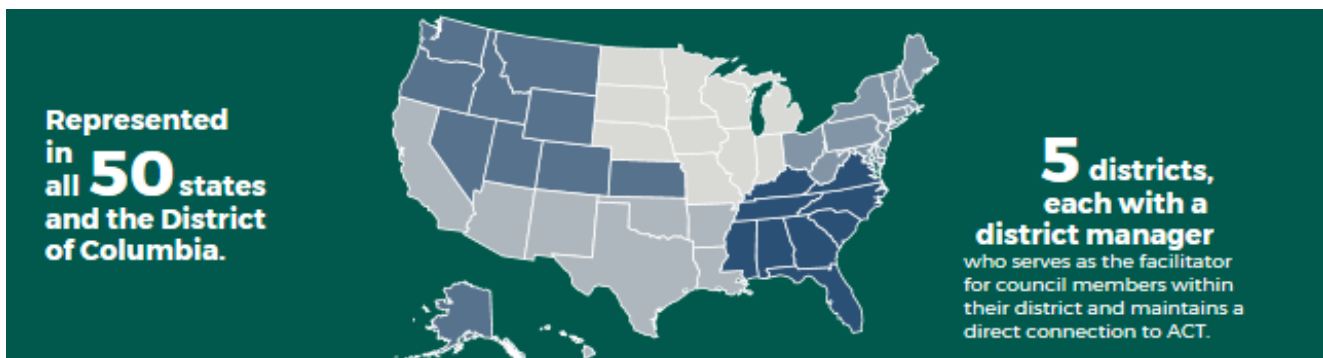 Represented
in
all 50 states
and the District
of Columbia.
5 districts,
each with a
district manager
who serves as the facilitator
for council members within
their district and maintains a
direct connection to ACT.